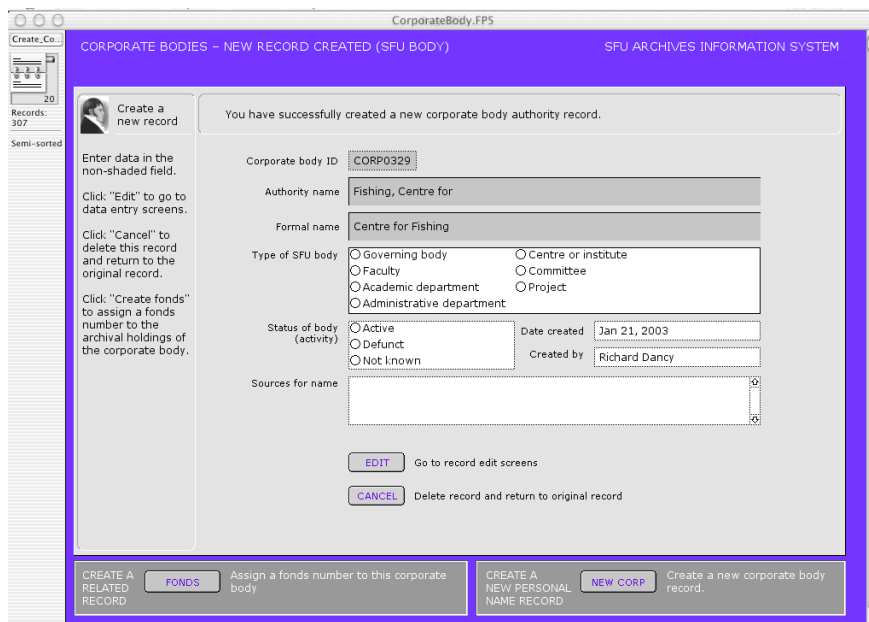 CorporateBody.FP5
Create_Co...
20
Records:
307
Semi-sorted
CORPORATE BODIES – NEW RECORD CREATED (SFU BODY)
SFU ARCHIVES INFORMATION SYSTEM
Create a
new record
You have successfully created a new corporate body authority record.
Enter data in the
non-shaded field.
Click "Edit" to go to
data entry screens.
Click "Cancel" to
delete this record
and return to the
original record.
Click "Create fonds"
to assign a fonds
number to the
archival holdings of
the corporate body.
Corporate body ID CORP0329
Authority name Fishing, Centre for
Formal name Centre for Fishing
Type of SFU body Governing body Centre or institute
Faculty Committee
Academic department Project
Administrative department
Status of body Active Date created Jan 21, 2003
(activity) Defunct Created by Richard Dancy
Not known
Sources for name
EDIT Go to record edit screens
CANCEL Delete record and return to original record
CREATE A
RELATED
RECORD
FONDS
Assign a fonds number to this corporate
body
CREATE A
NEW PERSONAL
NAME RECORD
NEW CORP
Create a new corporate body
record.